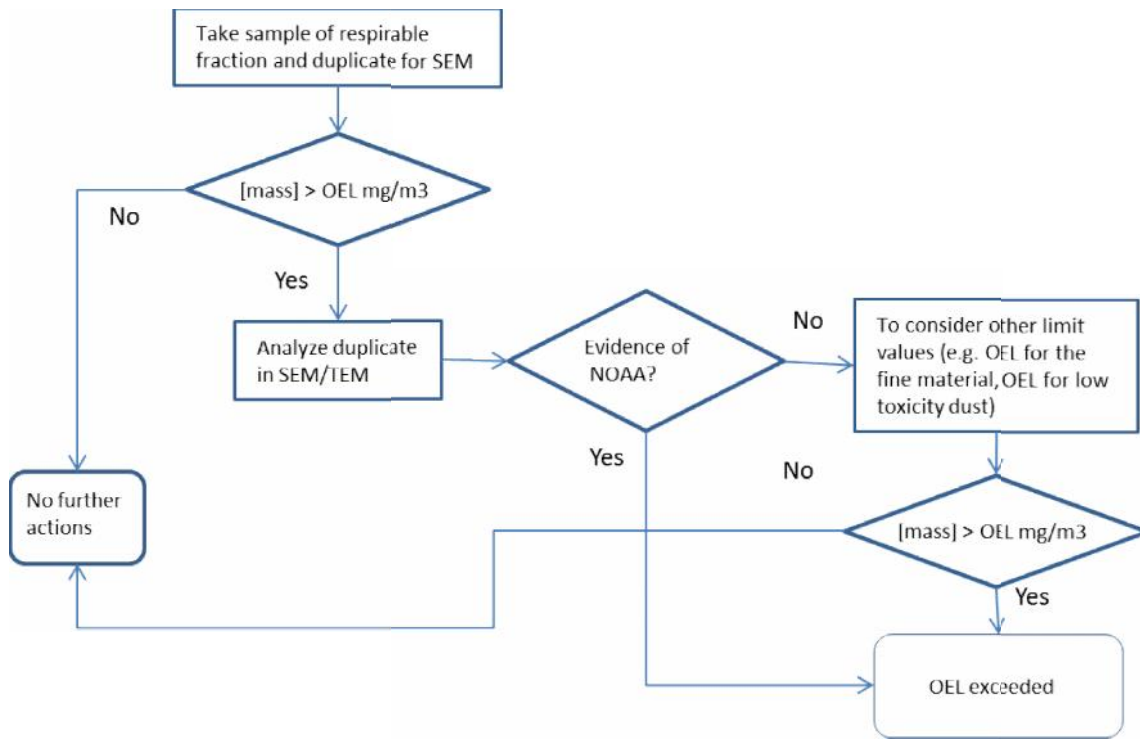 Take sample of respirable
fraction and duplicate for SEM
[mass] > OEL mg/m3
No
Yes
Analyze duplicate
in SEM/TEM
Evidence of
NOAA?
No
To consider other limit
values (e.g. OEL for the
fine material, OEL for low
toxicity dust)
Yes
No
No further
actions
[mass] > OEL mg/m3
Yes
OEL exceeded